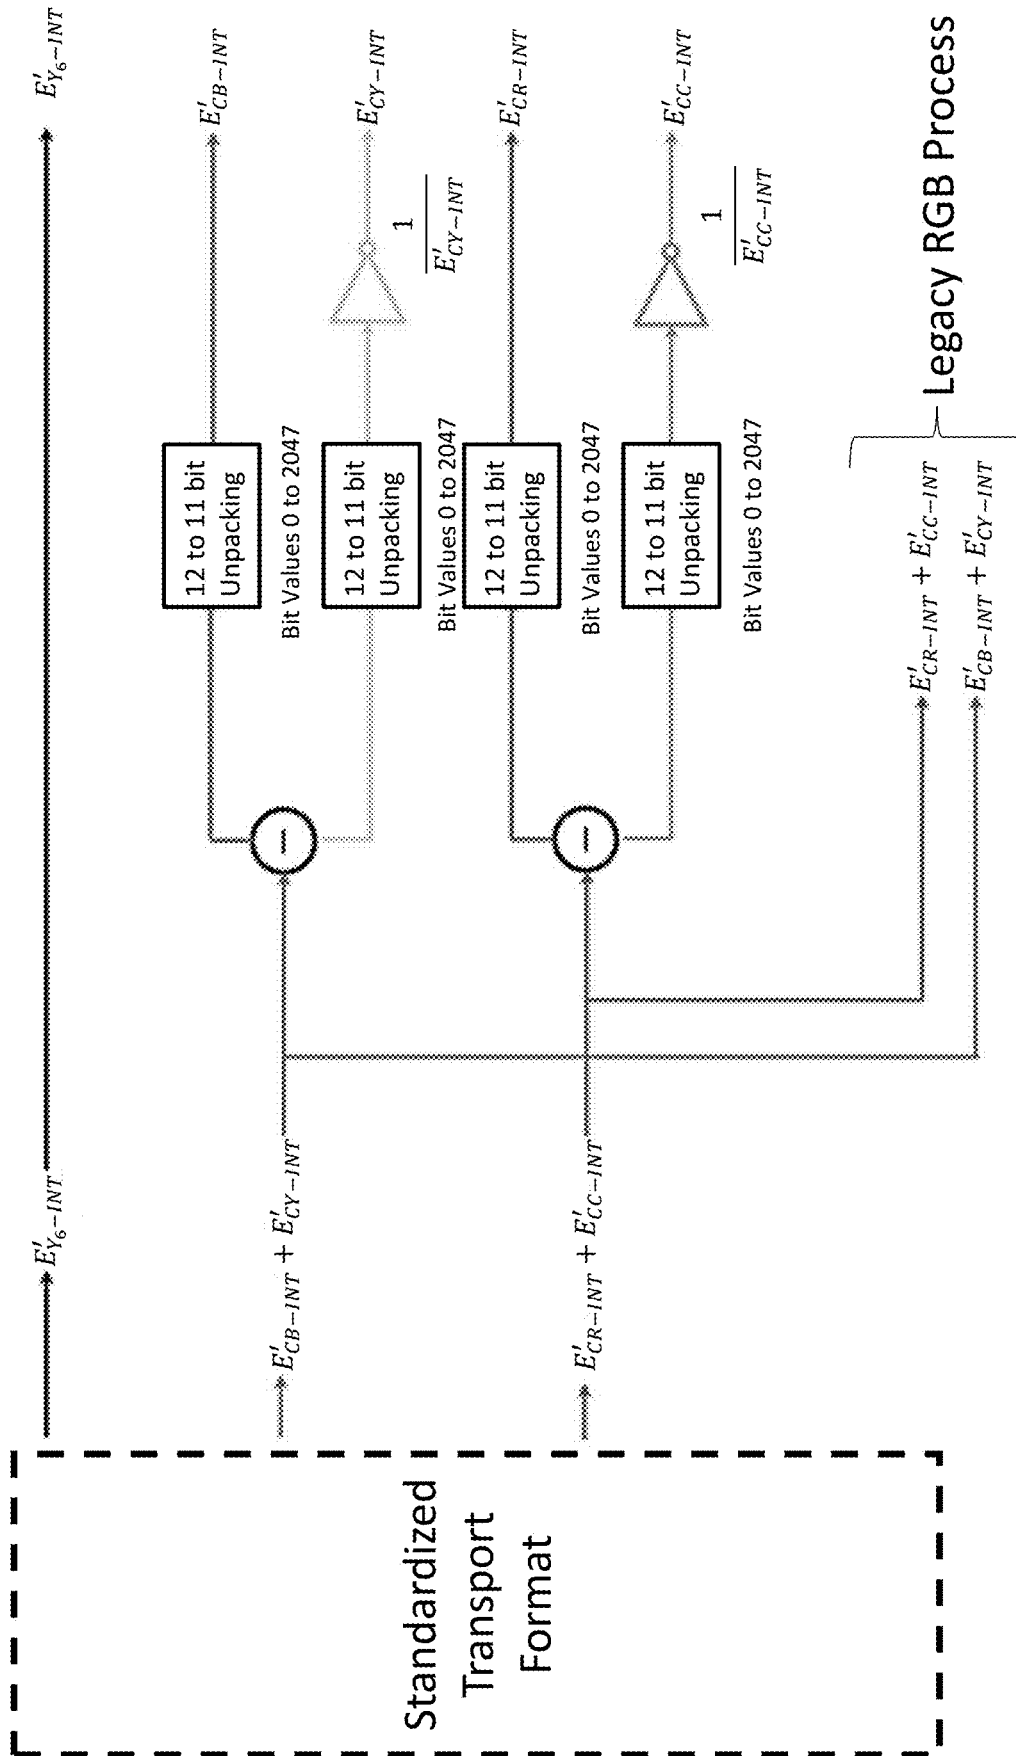 Standardized
Transport
Format
E'_{Y_6-INT}
E'_{Y_6-INT}
E'_{CB-INT} + E'_{CY-INT}
E'_{CR-INT} + E'_{CC-INT}
12 to 11 bit
Unpacking
Bit Values 0 to 2047
E'_{CB-INT}
12 to 11 bit
Unpacking
Bit Values 0 to 2047
1
E'_{CY-INT}
E'_{CY-INT}
12 to 11 bit
Unpacking
Bit Values 0 to 2047
E'_{CR-INT}
12 to 11 bit
Unpacking
Bit Values 0 to 2047
1
E'_{CC-INT}
E'_{CC-INT}
E'_{CR-INT} + E'_{CC-INT}
E'_{CB-INT} + E'_{CY-INT}
Legacy RGB Process